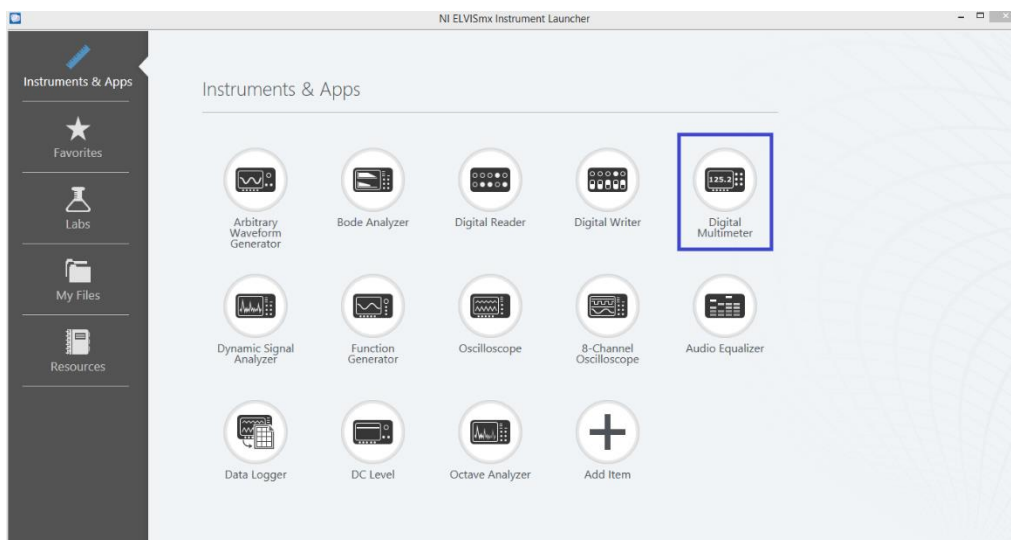 NI ELVISmx Instrument Launcher
Instruments & Apps
Favorites
Labs
My Files
Resources
Instruments & Apps
Arbitrary
Waveform
Generator
Bode Analyzer
Digital Reader
Digital Writer
125.2
Digital
Multimeter
Dynamic Signal
Analyzer
Function
Generator
Oscilloscope
8-Channel
Oscilloscope
Audio Equalizer
Data Logger
DC Level
Octave Analyzer
Add Item